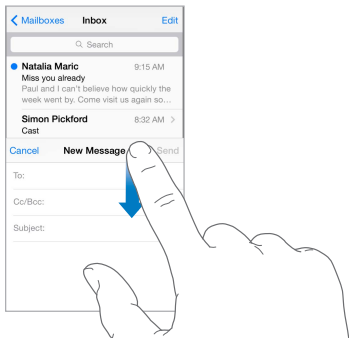 Mailboxes Inbox Edit
Search
Natalia Maric 9:15 AM
Miss you already
Paul and I can't believe how quickly the
week went by. Come visit us again so...
Simon Pickford 8:32 AM
Cast
Cancel New Message Send
To:
Cc/Bcc:
Subject: